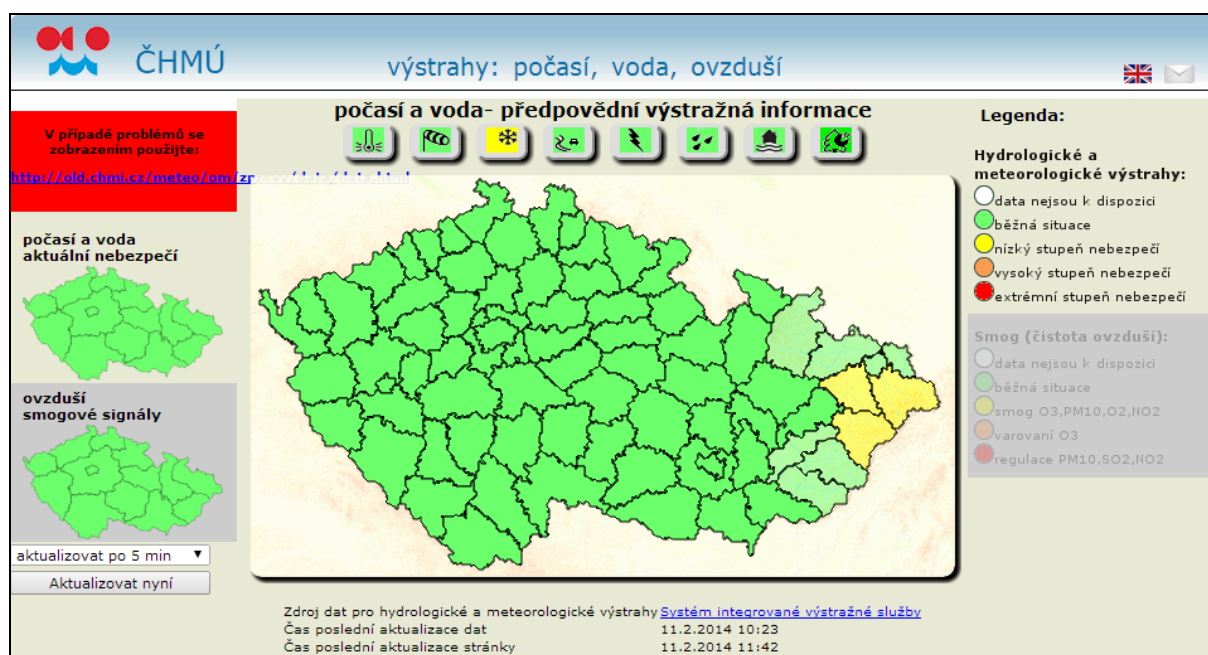 ČHMÚ
výstrahy: počasí, voda, ovzduší
V případě problémů se
zobrazením použijte:
http://old.chmi.cz/meteo/om/zpravy/data/data.html
počasí a voda
aktuální nebezpečí
ovzduší
smogové signály
aktualizovat po 5 min
Aktualizovat nyní
počasí a voda- předpovědní výstražná informace
Zdroj dat pro hydrologické a meteorologické výstrahy Systém integrované výstražné služby
Čas poslední aktualizace dat 11.2.2014 10:23
Čas poslední aktualizace stránky 11.2.2014 11:42
Legenda:
Hydrologické a
meteorologické výstrahy:
data nejsou k dispozici
běžná situace
nízký stupeň nebezpečí
vysoký stupeň nebezpečí
extrémní stupeň nebezpečí
Smog (čistota ovzduší):
data nejsou k dispozici
běžná situace
smog O3,PM10,O2,NO2
varovaní O3
regulace PM10,SO2,NO2